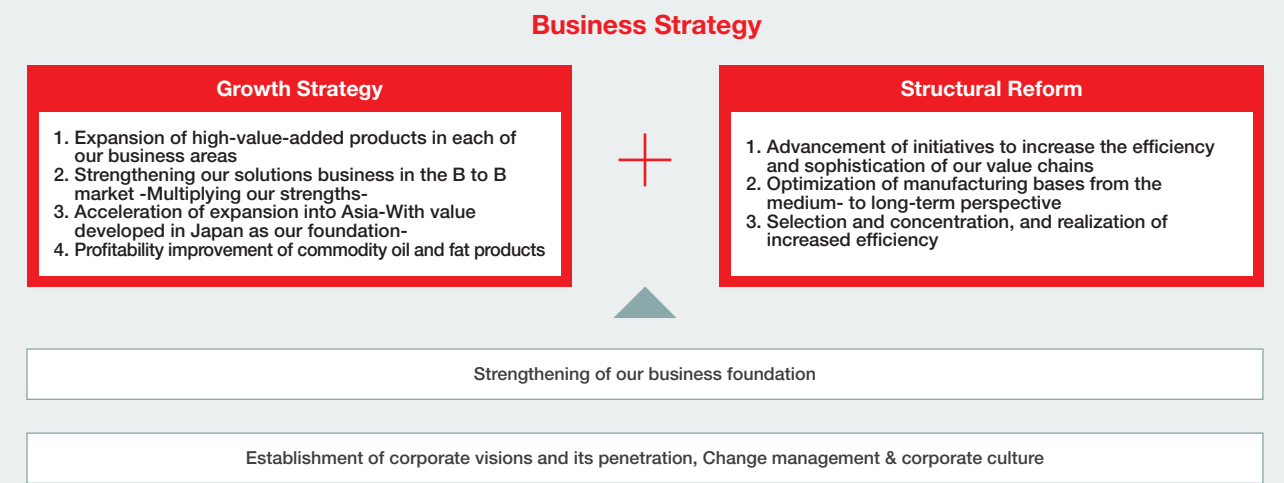 Business Strategy
Growth Strategy
1. Expansion of high-value-added products in each of
our business areas
2. Strengthening our solutions business in the B to B
market -Multiplying our strengths-
3. Acceleration of expansion into Asia-With value
developed in Japan as our foundation-
4. Profitability improvement of commodity oil and fat products
Structural Reform
1. Advancement of initiatives to increase the efficiency
and sophistication of our value chains
2. Optimization of manufacturing bases from the
medium- to long-term perspective
3. Selection and concentration, and realization of
increased efficiency
Strengthening of our business foundation
Establishment of corporate visions and its penetration, Change management & corporate culture